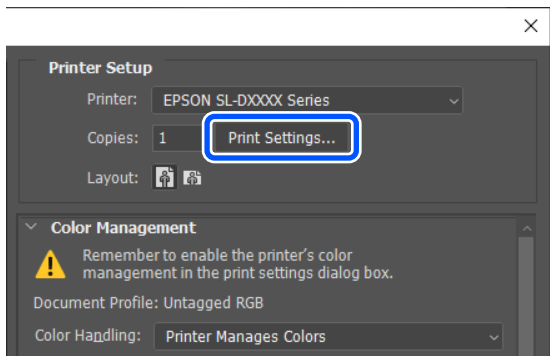 Printer Setup
Printer: EPSON SL-DXXXX Series
Copies: 1 Print Settings...
Layout:
Color Management
Remember to enable the printer's color
management in the print settings dialog box.
Document Profile: Untagged RGB
Color Handling: Printer Manages Colors